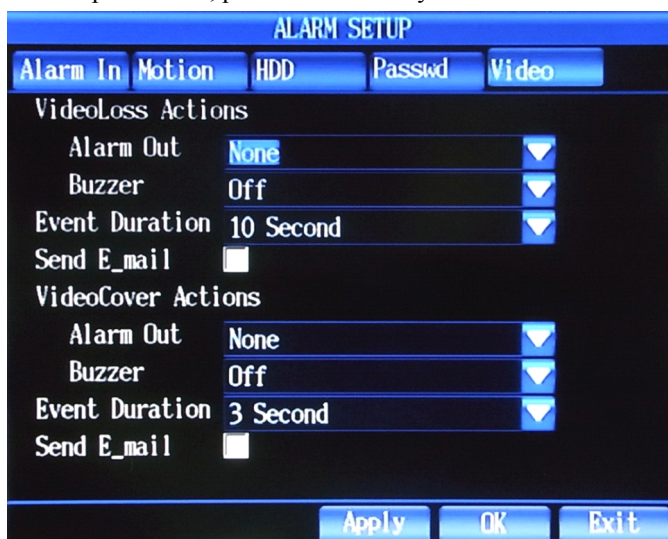 ALARM SETUP
Alarm In Motion HDD Passwd Video
VideoLoss Actions
Alarm Out None
Buzzer Off
Event Duration 10 Second
Send E_mail
VideoCover Actions
Alarm Out None
Buzzer Off
Event Duration 3 Second
Send E_mail
Apply OK Exit